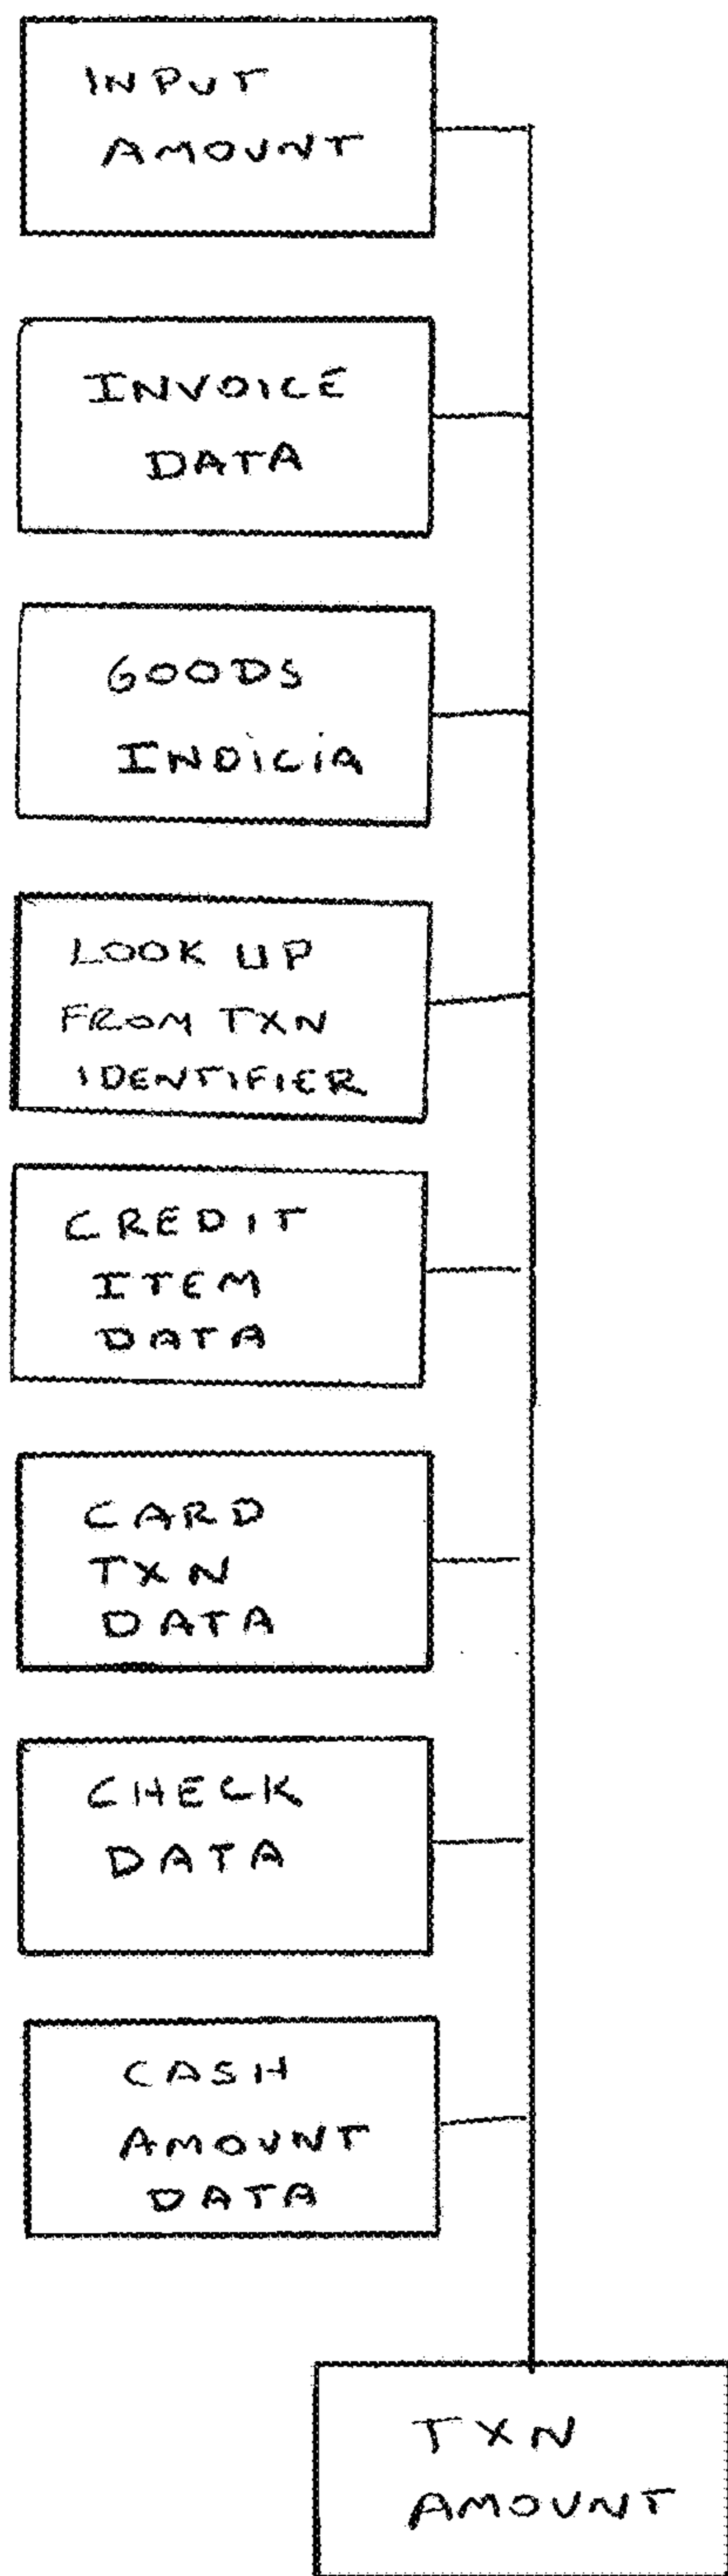 INPUT
AMOUNT
INVOICE
DATA
GOODS
INDICIA
LOOK UP
FROM TXN
IDENTIFIER
CREDIT
ITEM
DATA
CARD
TXN
DATA
CHECK
DATA
CASH
AMOUNT
DATA
TXN
AMOUNT